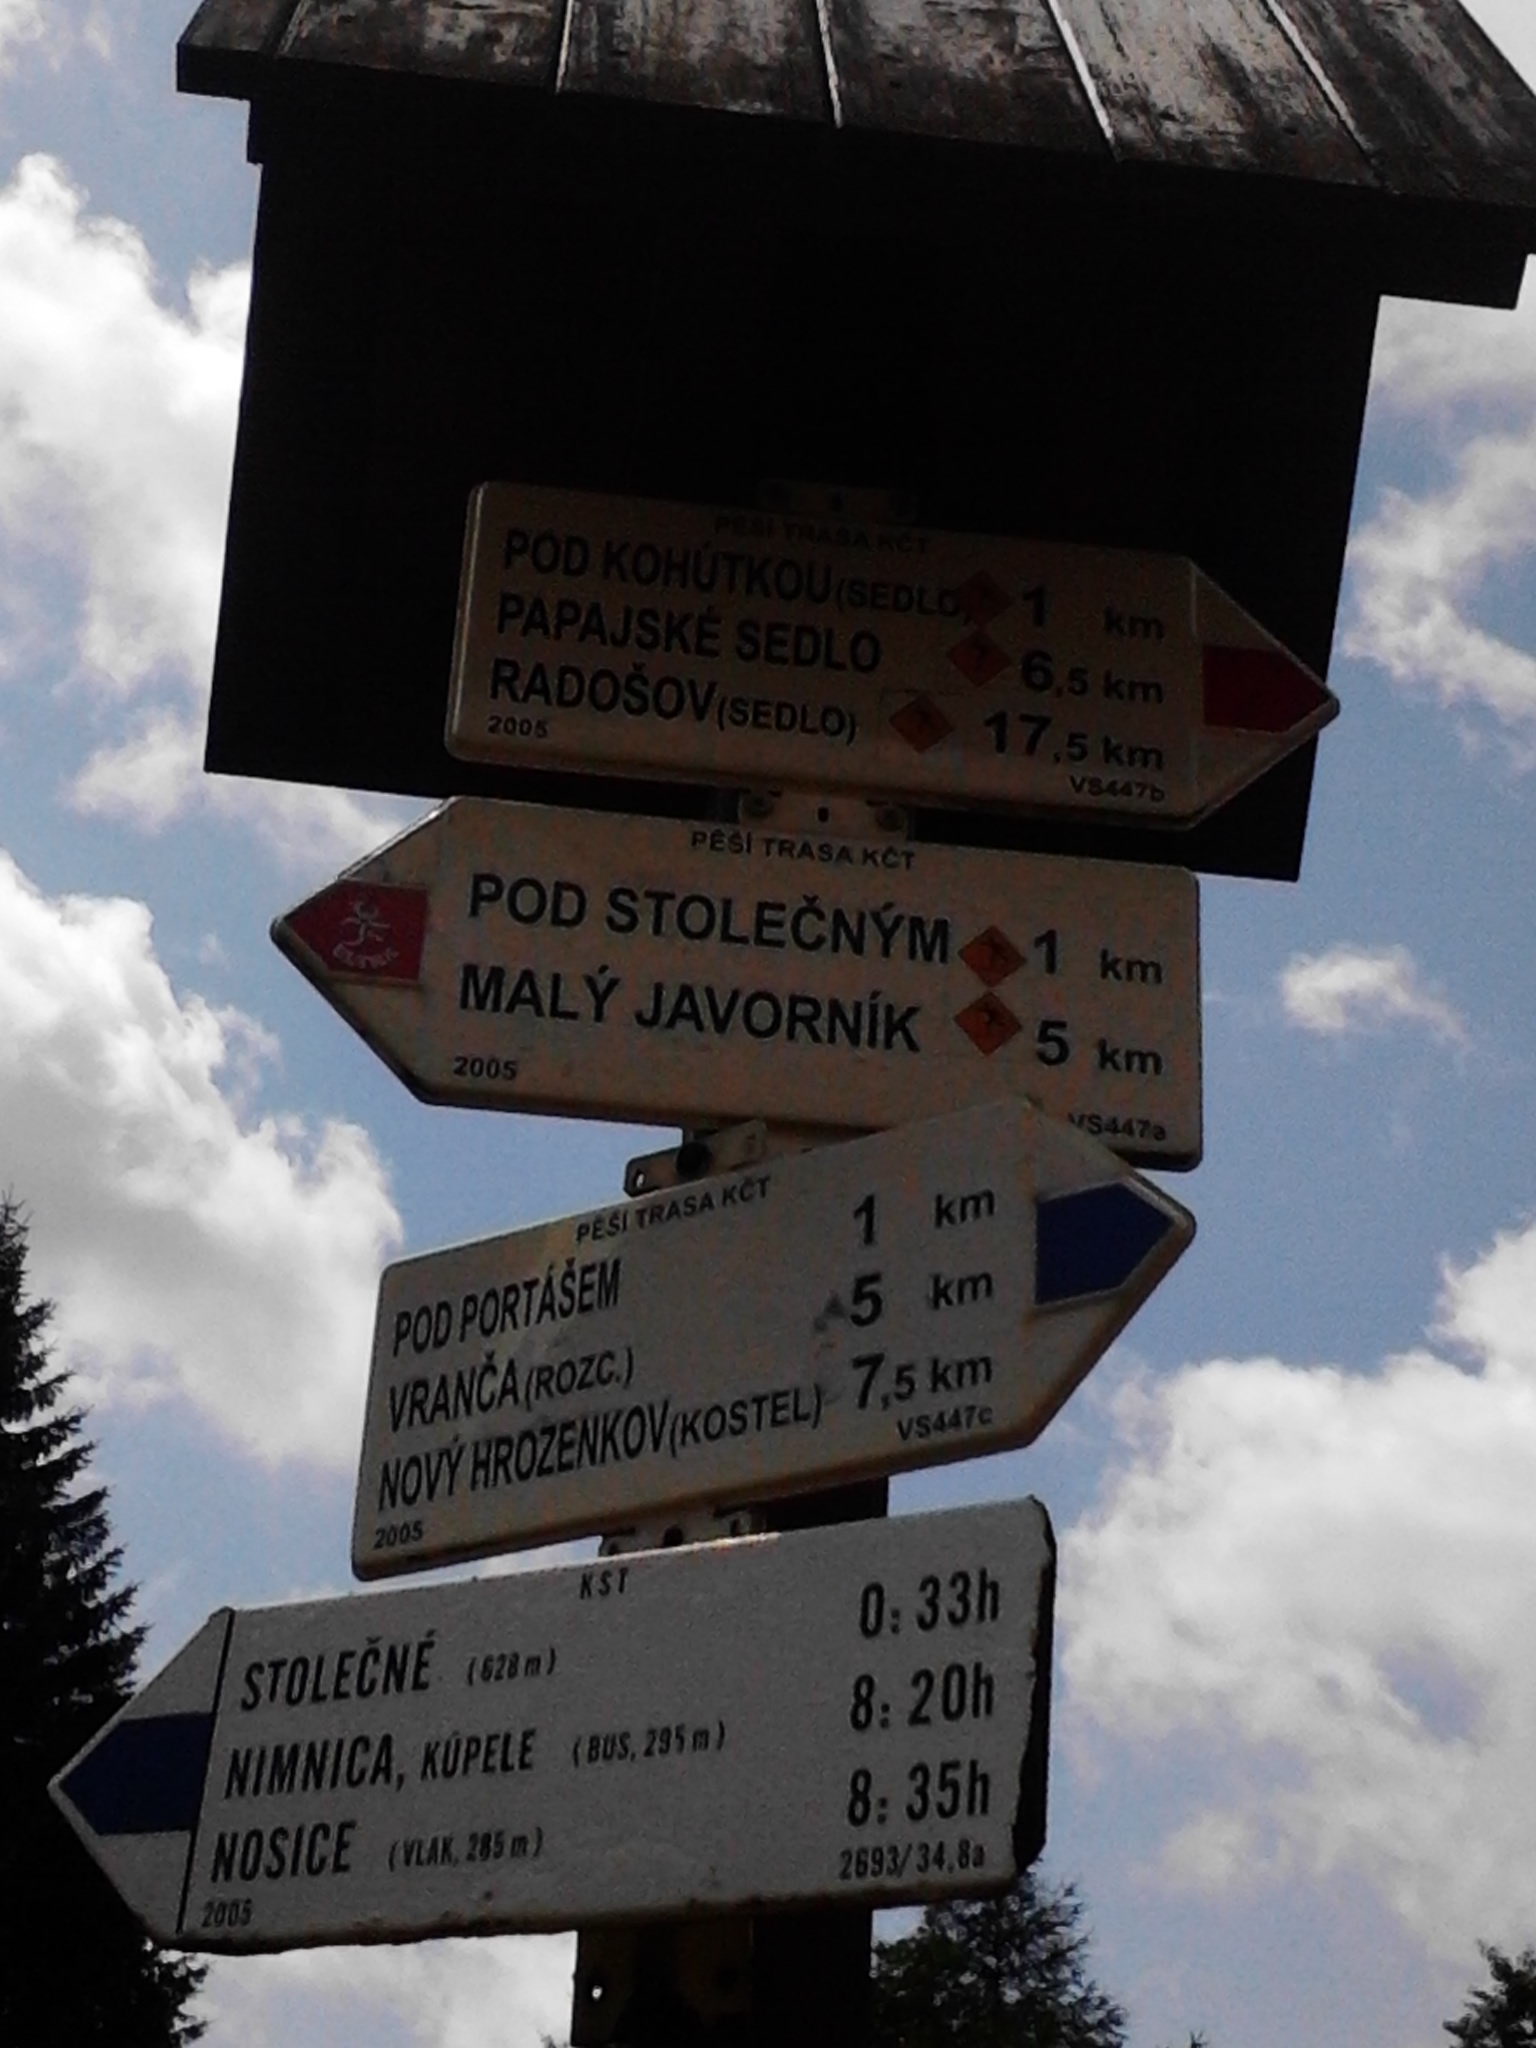 PĚŠÍ TRASA KČT
POD KOHÚTKOU (SEDLO) 1 km
PAPAJSKÉ SEDLO 6,5 km
RADOŠOV (SEDLO) 17,5 km
2005 VS447b
PĚŠÍ TRASA KČT
POD STOLEČNÝM 1 km
MALÝ JAVORNÍK 5 km
2005 VS447a
PĚŠÍ TRASA KČT
POD PORTÁŠEM 1 km
VRANČA (ROZC.) 5 km
NOVÝ HROZENKOV (KOSTEL) 7,5 km
2005 VS447c
KST
STOLEČNÉ (628 m) 0:33h
NIMNICA, KÚPELE (BUS, 295 m) 8:20h
NOSICE (VLAK, 285 m) 8:35h
2005 2693/34,8a